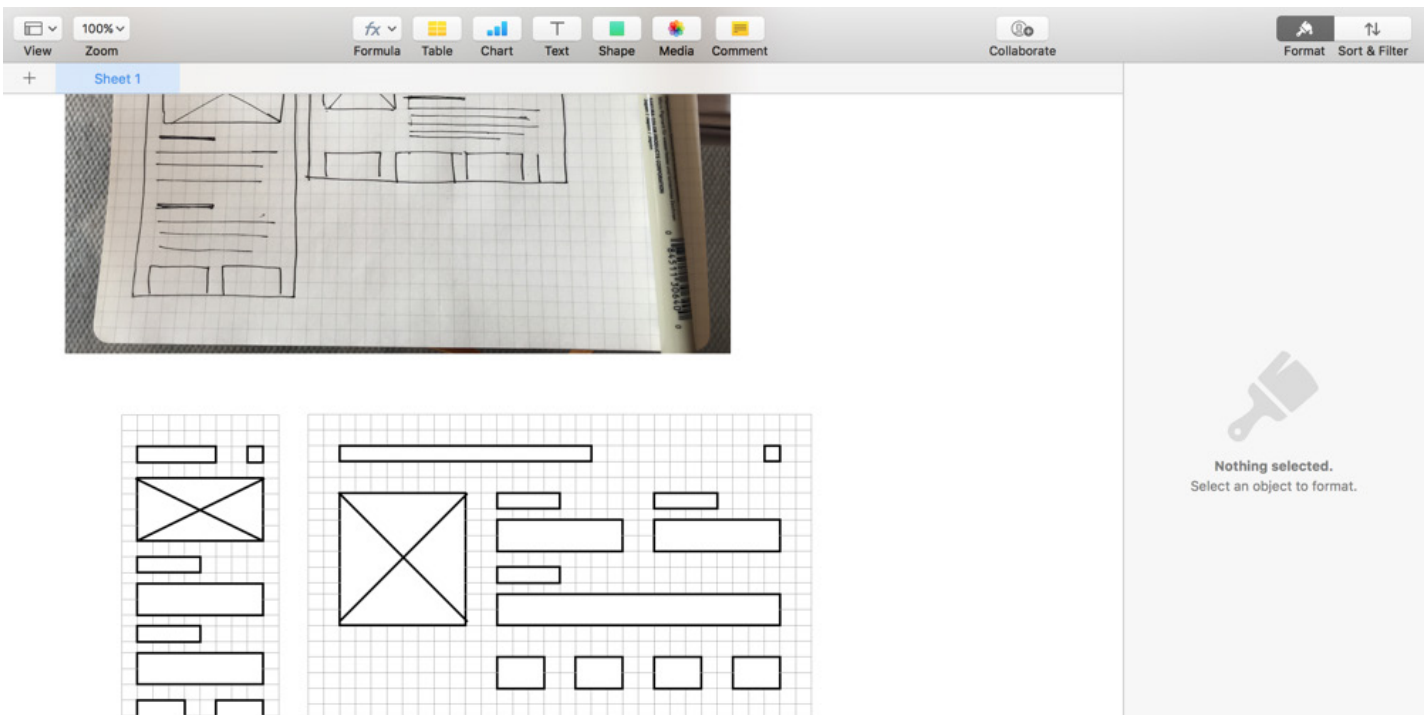 100%
View
Zoom
fx
Formula
Table
Chart
T
Text
Shape
Media
Comment
Collaborate
Format
Sort & Filter
+
Sheet 1
Nothing selected.
Select an object to format.